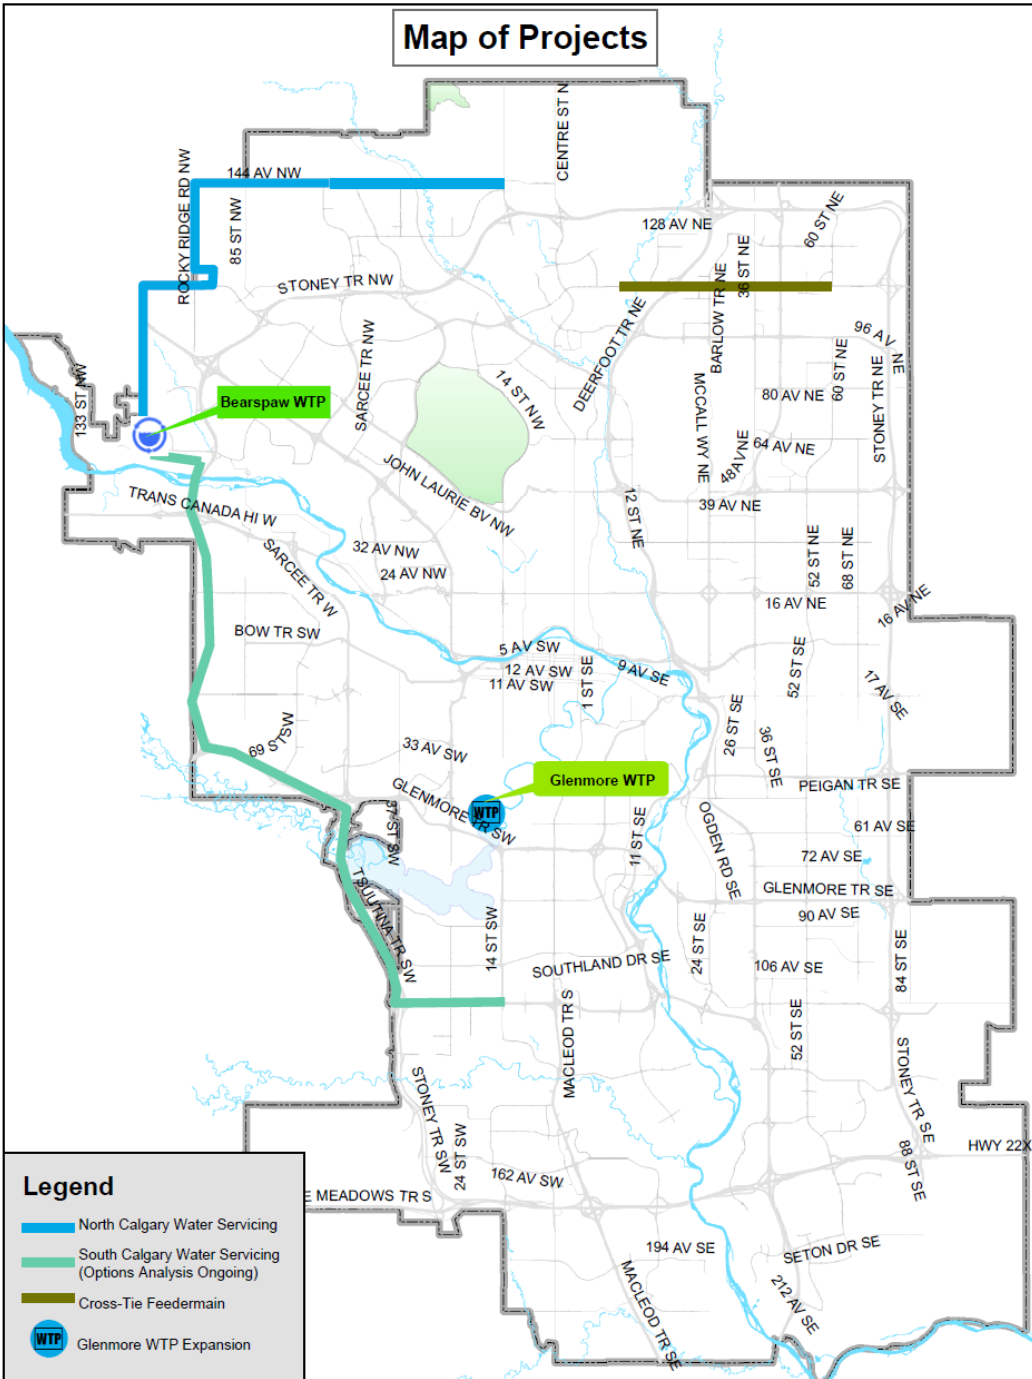 Map of Projects
CENTRE ST N
144 AV NW
ROCKY RIDGE RD NW
85 ST NW
128 AV NE
60 ST NE
36 ST NE
STONEY TR NW
BARLOW TR NE
DEERFOOT TR NE
96 AV NE
SARCEE TR NW
14 ST NW
133 ST NW
Bearspaw WTP
MCCALL WY NE
80 AV NE
60 ST NE
STONEY TR NE
64 AV NE
48 AV NE
JOHN LAURIE BV NW
39 AV NE
12 ST NE
TRANS CANADA HI W
SARCEE TR W
32 AV NW
24 AV NW
52 ST NE
68 ST NE
16 AV NE
16 AV NE
BOW TR SW
5 AV SW
12 AV SW
11 AV SW
1 ST SE
9 AV SE
52 ST SE
17 AV SE
26 ST SE
36 ST SE
69 ST SW
33 AV SW
Glenmore WTP
WTP
GLENMORE TR SW
37 ST SW
PEIGAN TR SE
11 ST SE
OGDEN RD SE
61 AV SE
72 AV SE
GLENMORE TR SE
90 AV SE
TSUUTINA TR SW
14 ST SW
SOUTHLAND DR SE
24 ST SE
106 AV SE
84 ST SE
MACLEOD TR S
52 ST SE
STONEY TR SW
24 ST SW
STONEY TR SE
88 ST SE
HWY 22X
162 AV SW
E MEADOWS TR S
194 AV SE
SETON DR SE
MACLEOD TR SE
212 AV SE
Legend
North Calgary Water Servicing
South Calgary Water Servicing
(Options Analysis Ongoing)
Cross-Tie Feedermain
WTP
Glenmore WTP Expansion